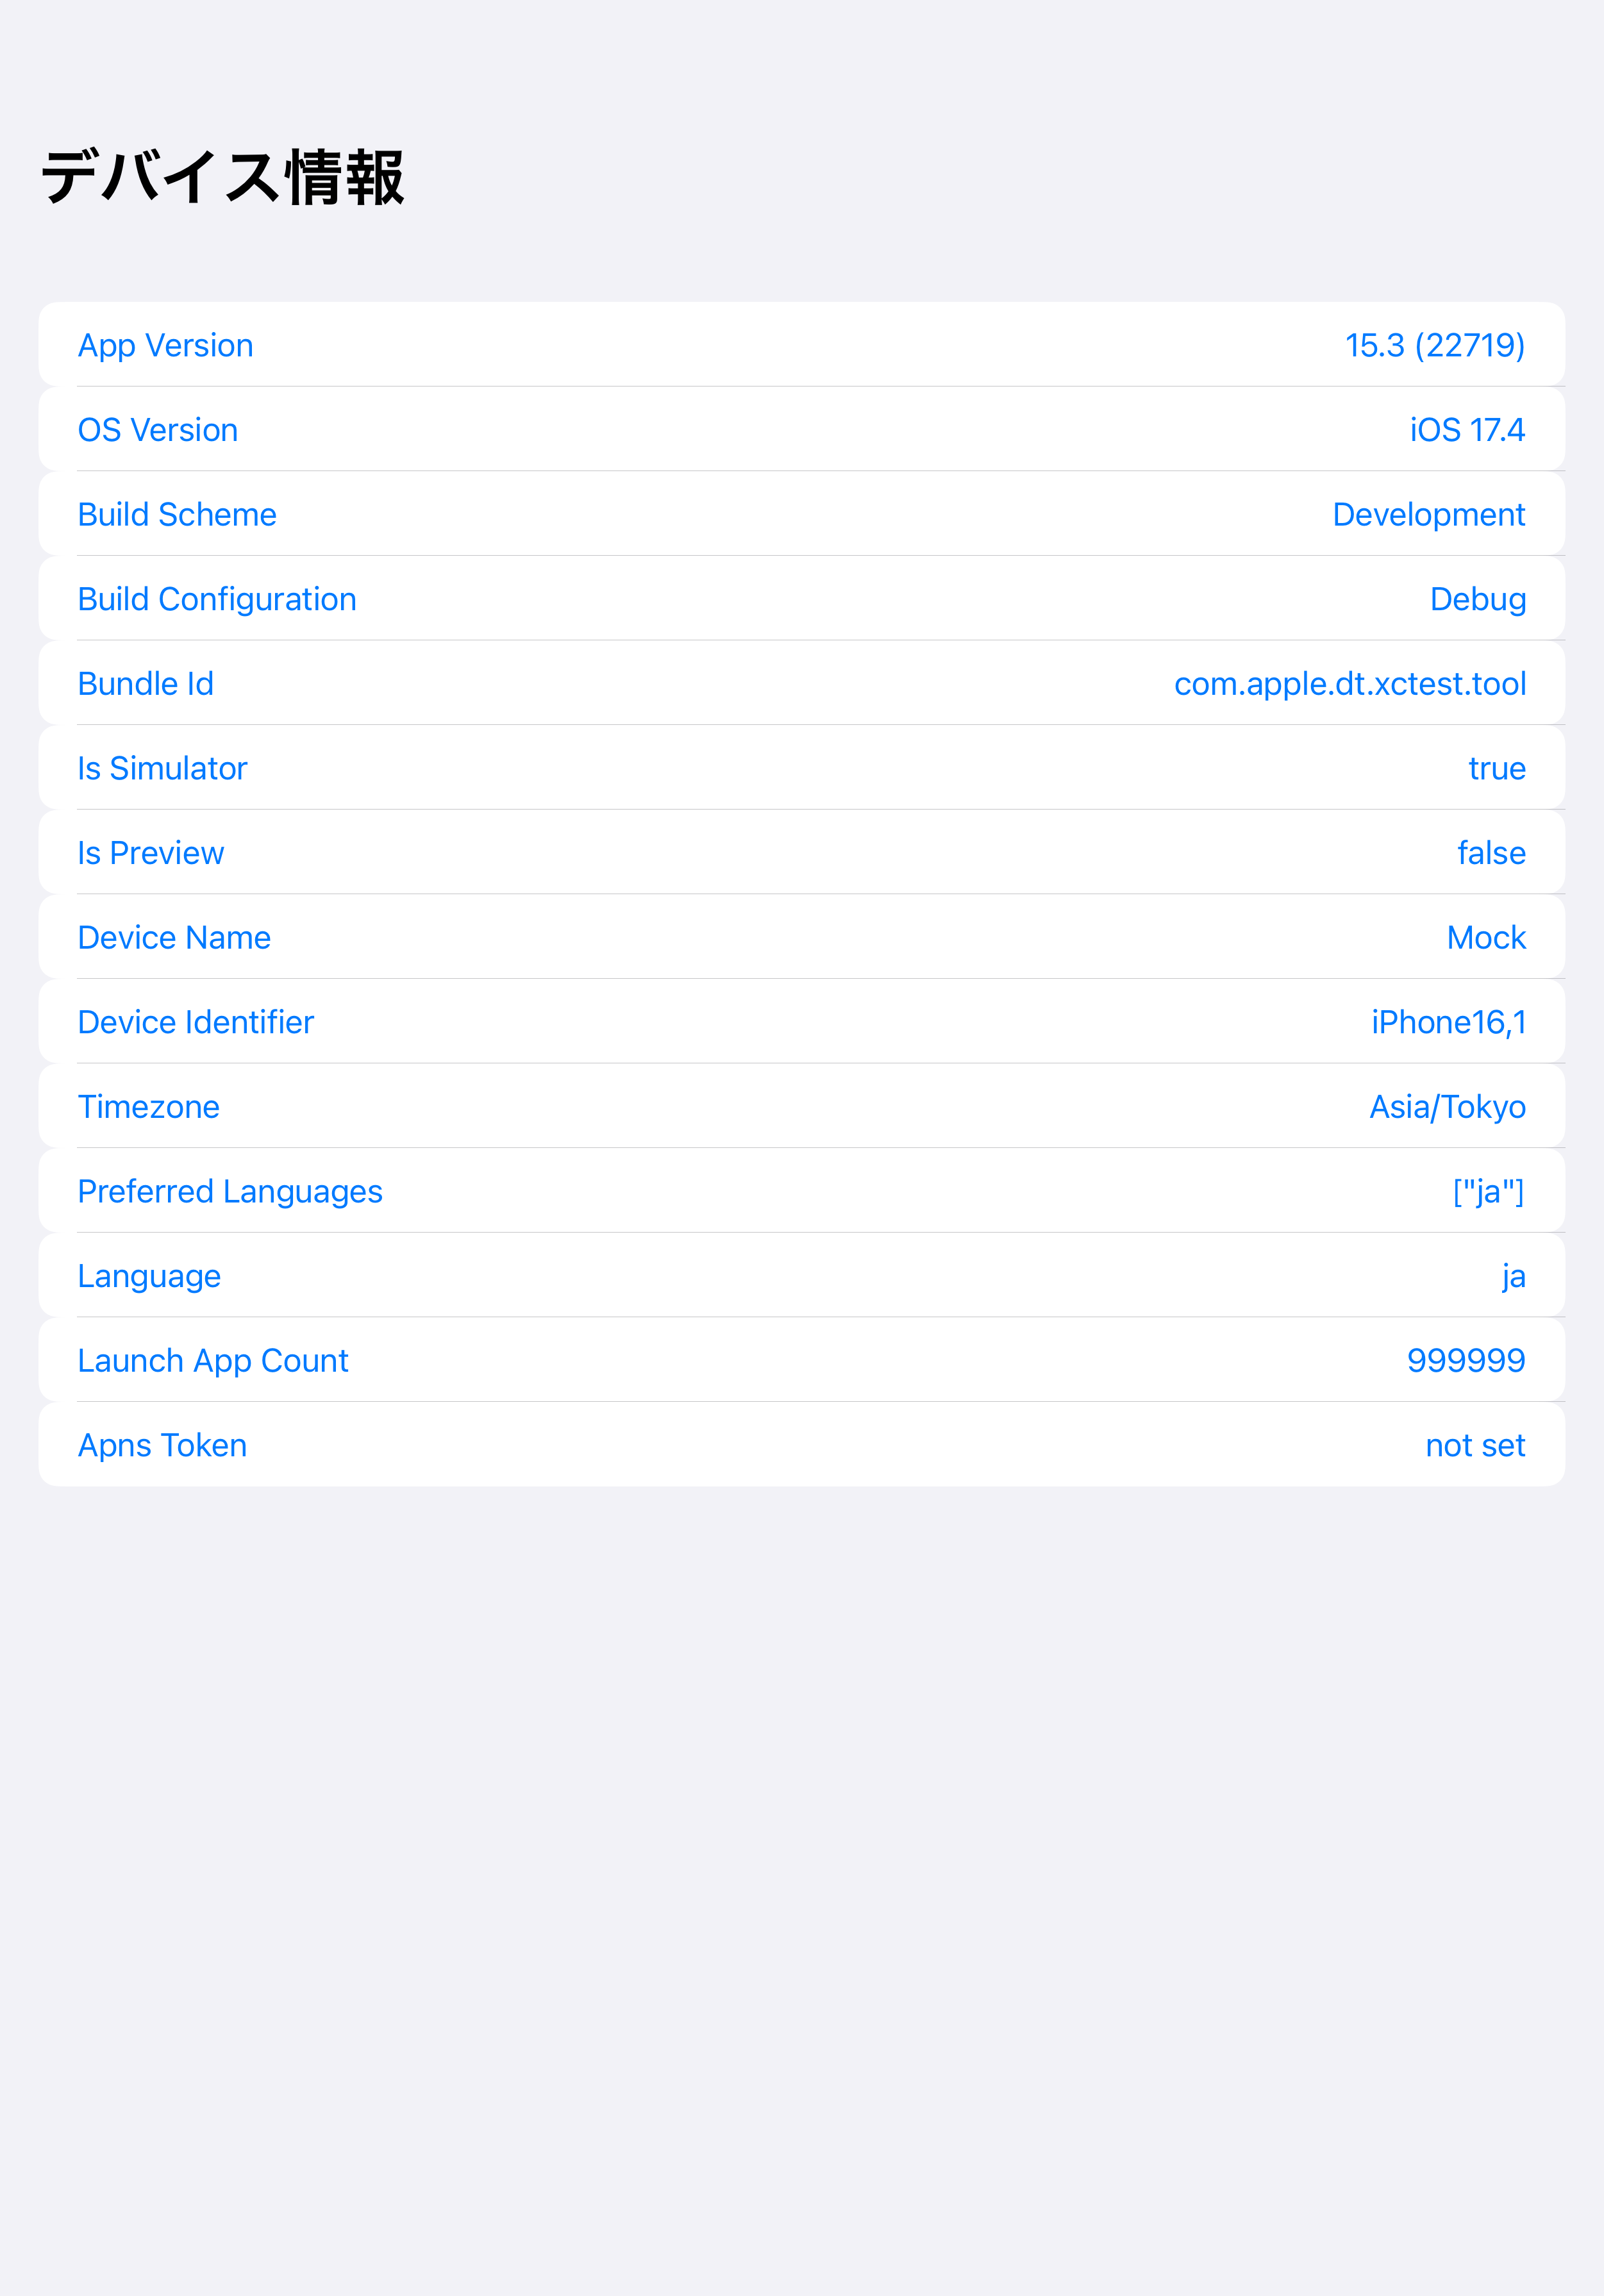 デバイス情報
App Version 15.3 (22719)
OS Version iOS 17.4
Build Scheme Development
Build Configuration Debug
Bundle Id com.apple.dt.xctest.tool
Is Simulator true
Is Preview false
Device Name Mock
Device Identifier iPhone16,1
Timezone Asia/Tokyo
Preferred Languages ["ja"]
Language ja
Launch App Count 999999
Apns Token not set